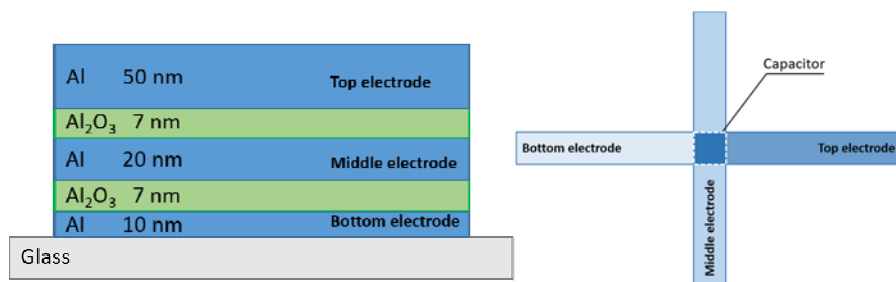 Al 50 nm Top electrode
Al₂O₃ 7 nm
Al 20 nm Middle electrode
Al₂O₃ 7 nm
Al 10 nm Bottom electrode
Glass
Capacitor
Bottom electrode Top electrode
Middle electrode